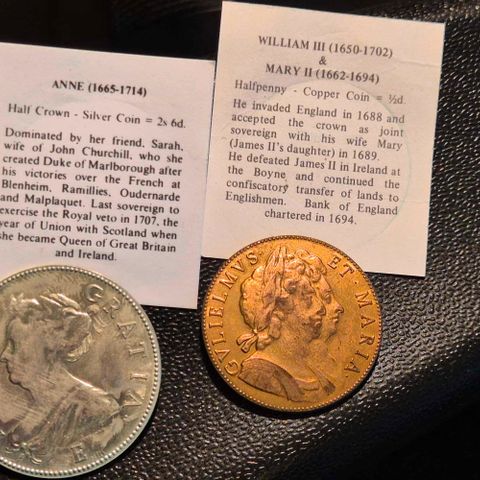 ANNE (1665-1714)
Half Crown - Silver Coin = 2s 6d.
Dominated by her friend, Sarah,
wife of John Churchill, who she
created Duke of Marlborough after
his victories over the French at
Blenheim, Ramillies, Oudernarde
and Malplaquet. Last sovereign to
exercise the Royal veto in 1707, the
year of Union with Scotland when
she became Queen of Great Britain
and Ireland.
WILLIAM III (1650-1702)
&
MARY II (1662-1694)
Halfpenny - Copper Coin = ½d.
He invaded England in 1688 and
accepted the crown as joint
sovereign with his wife Mary
(James II's daughter) in 1689.
He defeated James II in Ireland at
the Boyne and continued the
confiscatory transfer of lands to
Englishmen. Bank of England
chartered in 1694.
GRATIA
GVLIELMVS ET MARIA